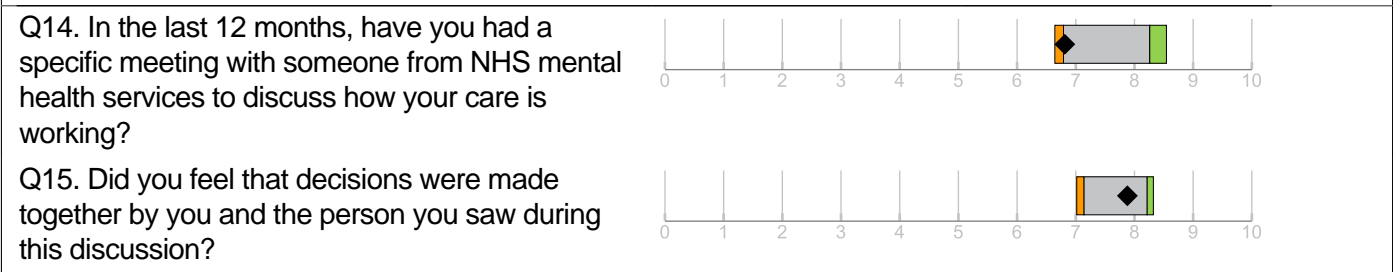 Q14. In the last 12 months, have you had a
specific meeting with someone from NHS mental
health services to discuss how your care is
working?
0 1 2 3 4 5 6 7 8 9 10
Q15. Did you feel that decisions were made
together by you and the person you saw during
this discussion?
0 1 2 3 4 5 6 7 8 9 10